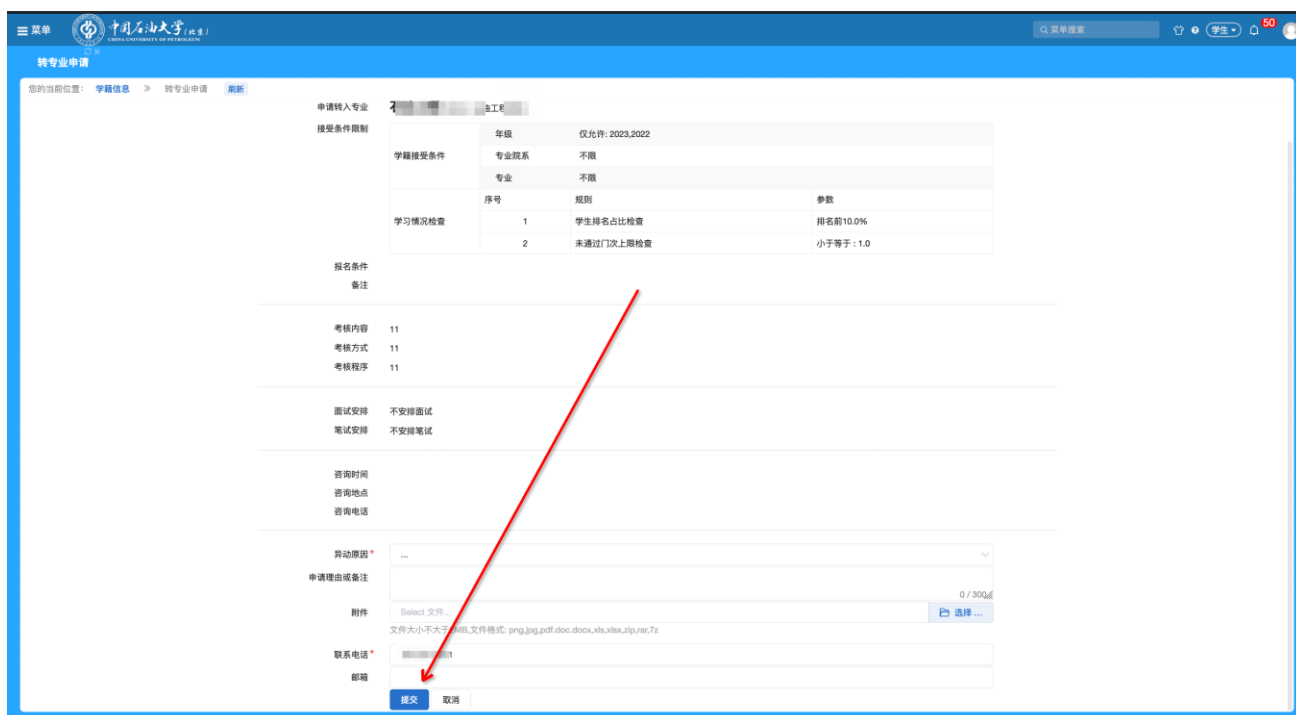 菜单 中国石油大学(北京) 菜单搜索 学生 50
CHINA UNIVERSITY OF PETROLEUM
转专业申请
您的当前位置： 学籍信息 》 转专业申请 刷新
申请转入专业
接受条件限制
学籍接受条件
年级 仅允许: 2023,2022
专业院系 不限
专业 不限
学习情况检查
序号 规则 参数
1 学生排名占比检查 排名前10.0%
2 未通过门次上限检查 小于等于 : 1.0
报名条件
备注
考核内容 11
考核方式 11
考核程序 11
面试安排 不安排面试
笔试安排 不安排笔试
咨询时间
咨询地点
咨询电话
异动原因* ...
申请理由或备注
0 / 300
附件 Select 文件... 选择 ...
文件大小不大于 MB,文件格式: png,jpg,pdf.doc.docx,xls,xlsx,zip,rar,7z
联系电话* 1
邮箱
提交 取消